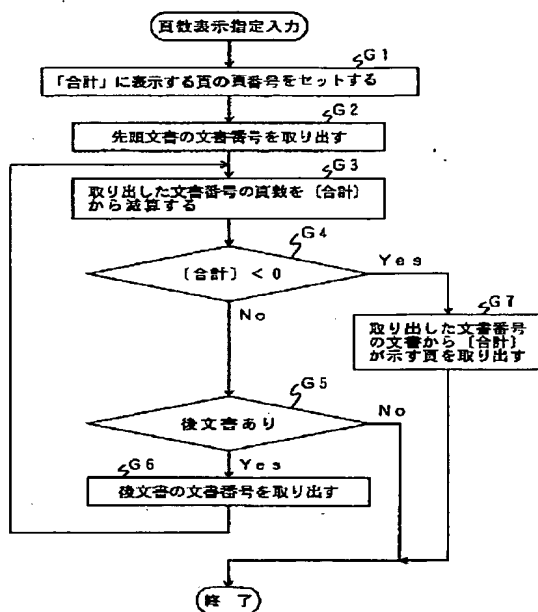 頁数表示指定入力
G1
「合計」に表示する頁の頁番号をセットする
G2
先頭文書の文書番号を取り出す
G3
取り出した文書番号の頁数を〔合計〕
から減算する
G4
〔合計〕<0
Yes
No
G7
取り出した文書番号
の文書から〔合計〕
が示す頁を取り出す
G5
後文書あり
No
Yes
G6
後文書の文書番号を取り出す
終了